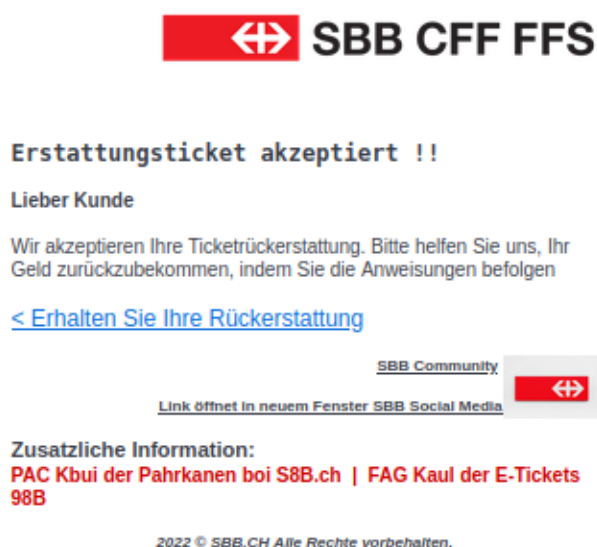 SBB CFF FFS
Erstattungsticket akzeptiert !!
Lieber Kunde
Wir akzeptieren Ihre Ticketrückerstattung. Bitte helfen Sie uns, Ihr
Geld zurückzubekommen, indem Sie die Anweisungen befolgen
< Erhalten Sie Ihre Rückerstattung
SBB Community
Link öffnet in neuem Fenster SBB Social Media
Zusatzliche Information:
PAC Kbui der Pahrkanen boi S8B.ch | FAG Kaul der E-Tickets
98B
2022 © SBB.CH Alle Rechte vorbehalten.